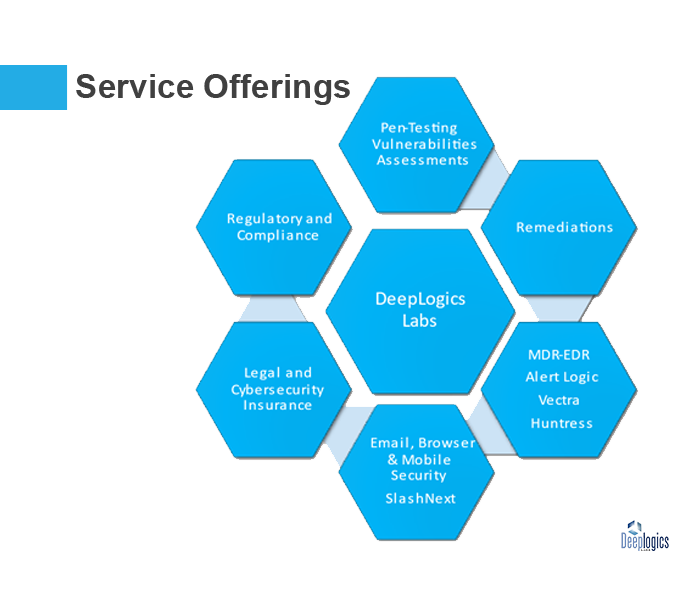 Service Offerings
Pen-Testing
Vulnerabilities
Assessments
Regulatory and
Compliance
Remediations
DeepLogics
Labs
Legal and
Cybersecurity
Insurance
MDR-EDR
Alert Logic
Vectra
Huntress
Email, Browser
& Mobile
Security
SlashNext
Deeplogics